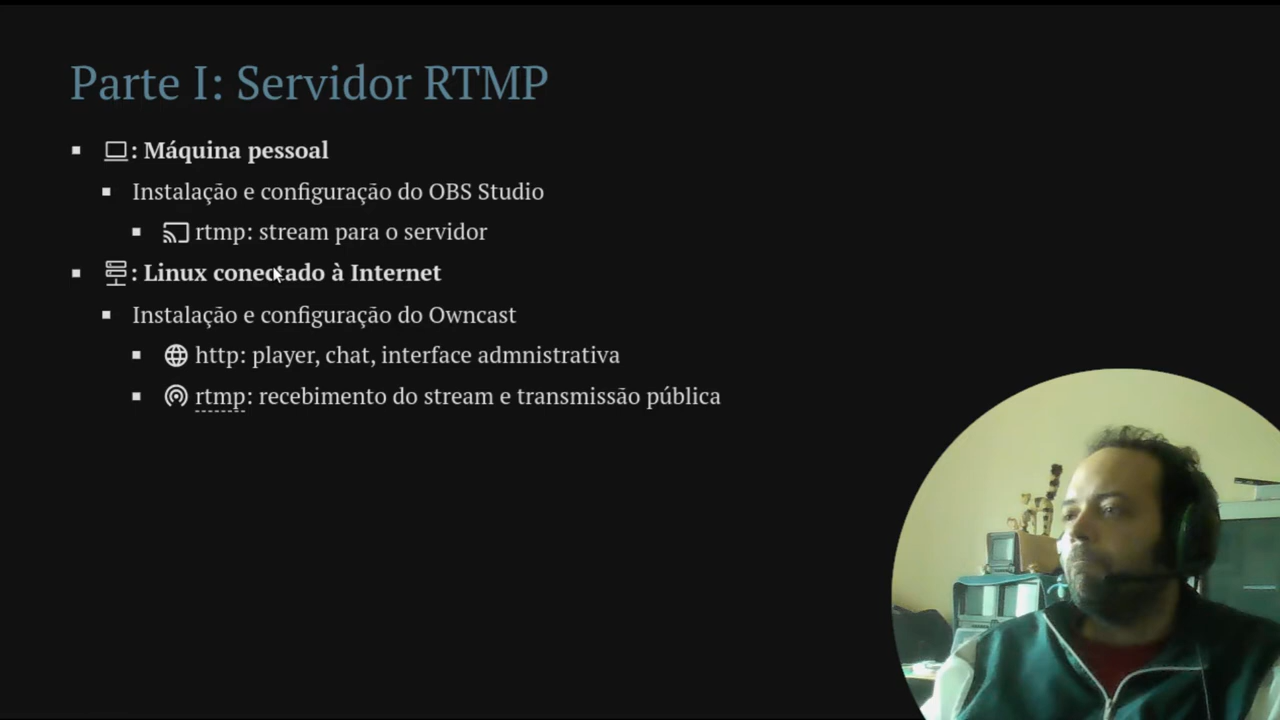 Parte I: Servidor RTMP
: Máquina pessoal
Instalação e configuração do OBS Studio
rtmp: stream para o servidor
: Linux conectado à Internet
Instalação e configuração do Owncast
http: player, chat, interface admnistrativa
rtmp: recebimento do stream e transmissão pública